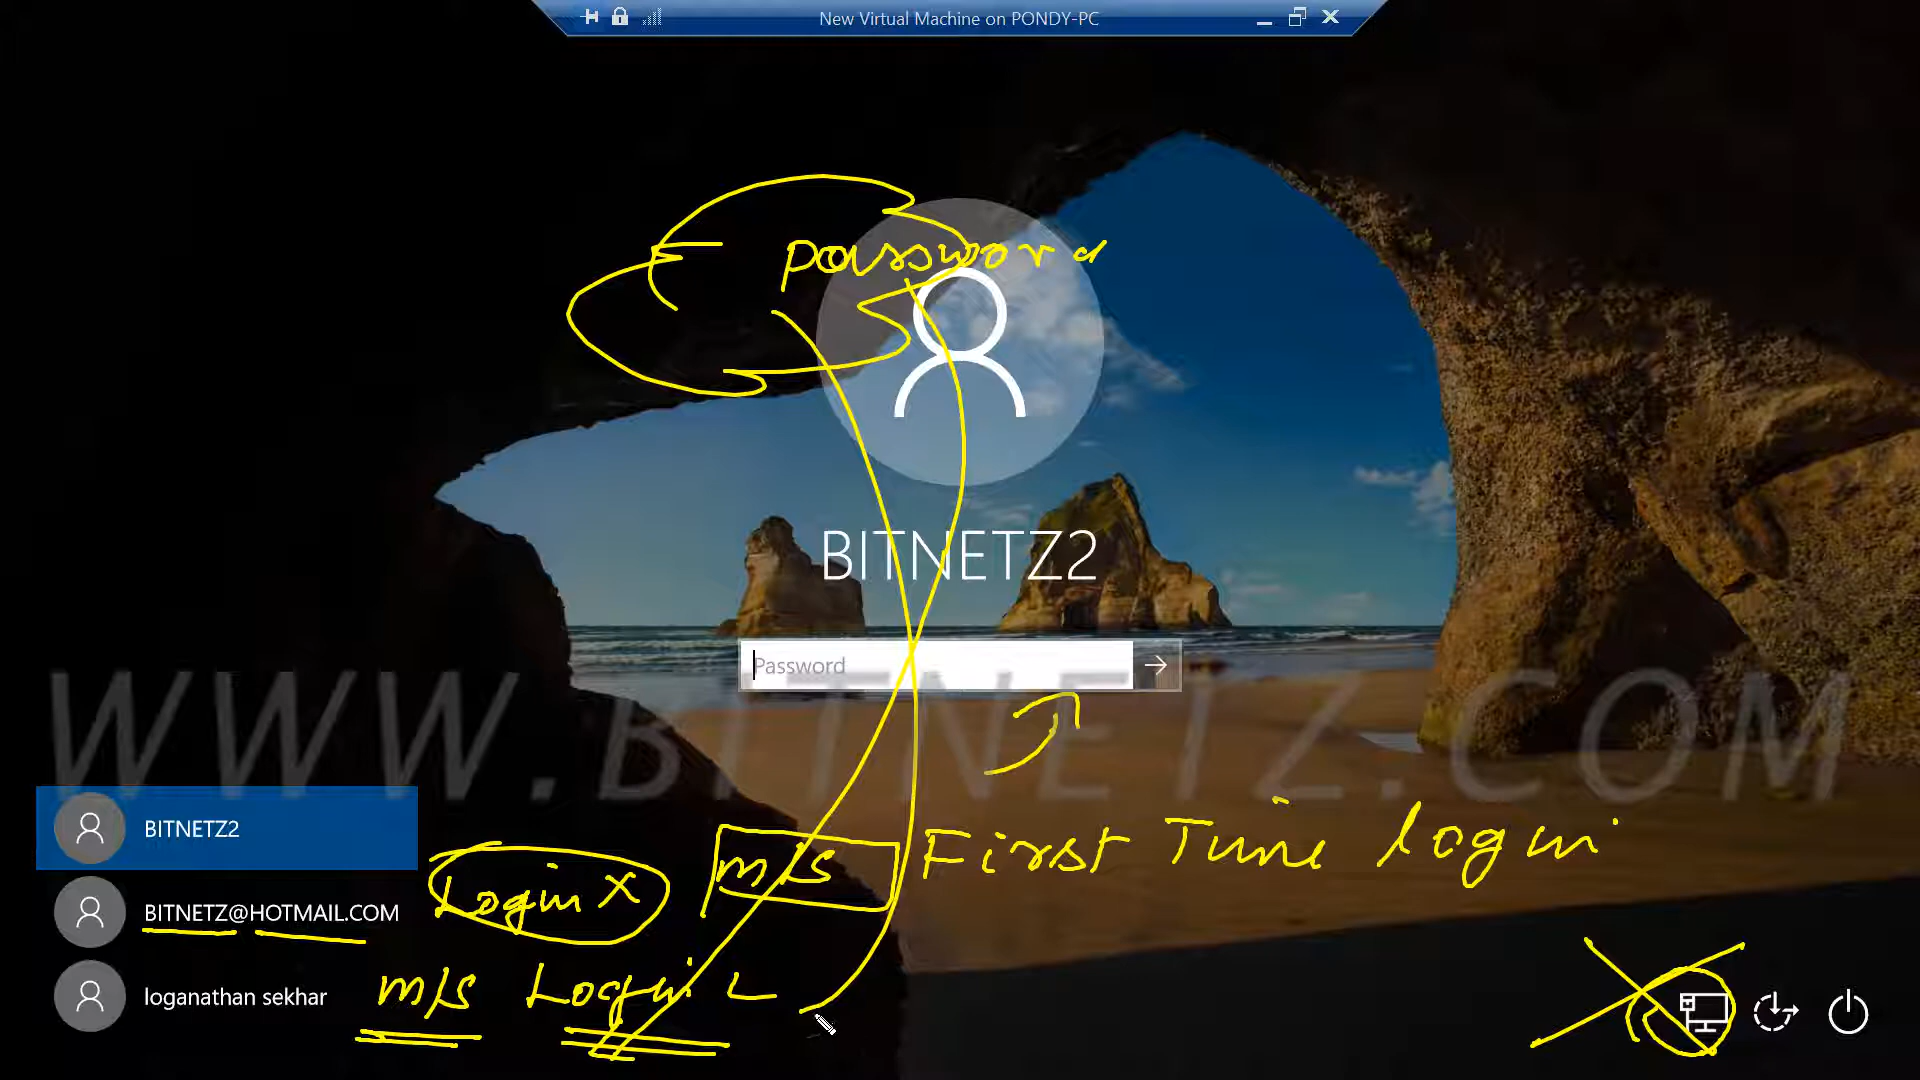 New Virtual Machine on PONDY-PC
password
BITNETZ2
Password
WWW.BITNETZ.COM
BITNETZ2
m/s First Time login
BITNETZ@HOTMAIL.COM Login X
loganathan sekhar m/s Login